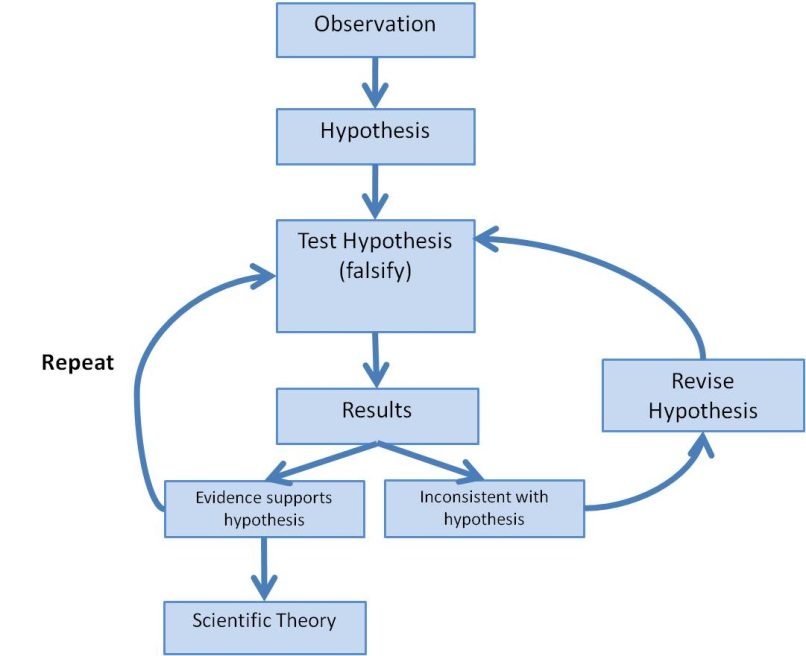 Observation
Hypothesis
Test Hypothesis
(falsify)
Repeat
Revise
Hypothesis
Results
Evidence supports
hypothesis
Inconsistent with
hypothesis
Scientific Theory